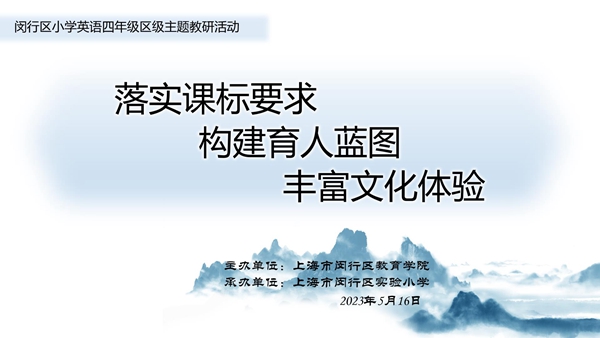 闵行区小学英语四年级区级主题教研活动
落实课标要求
构建育人蓝图
丰富文化体验
主办单位：上海市闵行区教育学院
承办单位：上海市闵行区实验小学
2023年5月16日